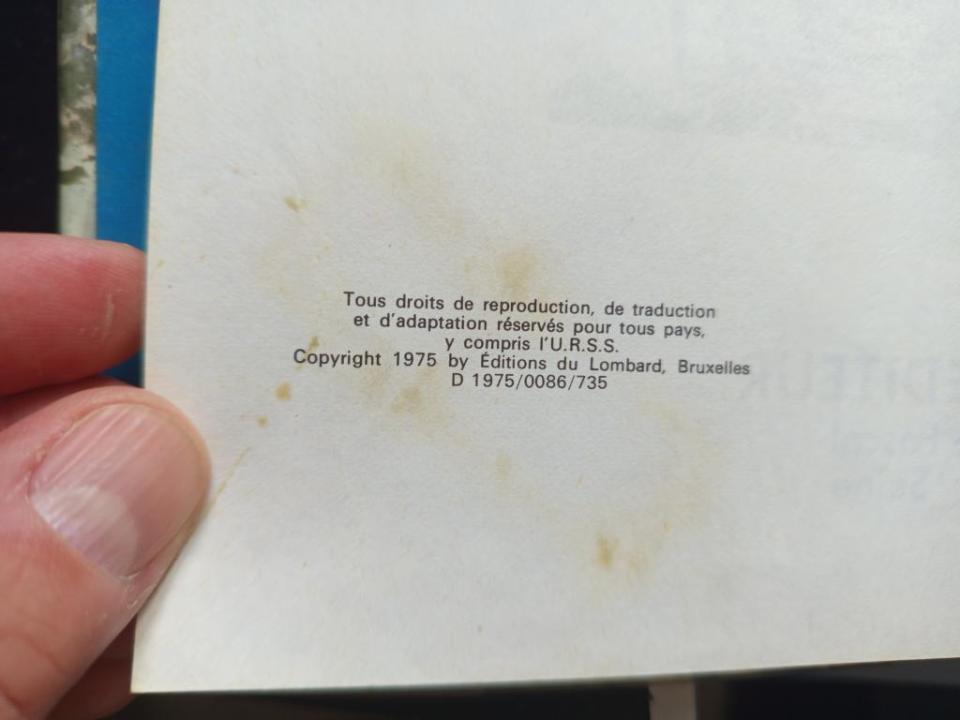 Tous droits de reproduction, de traduction
et d'adaptation réservés pour tous pays,
y compris l'U.R.S.S.
Copyright 1975 by Éditions du Lombard, Bruxelles
D 1975/0086/735